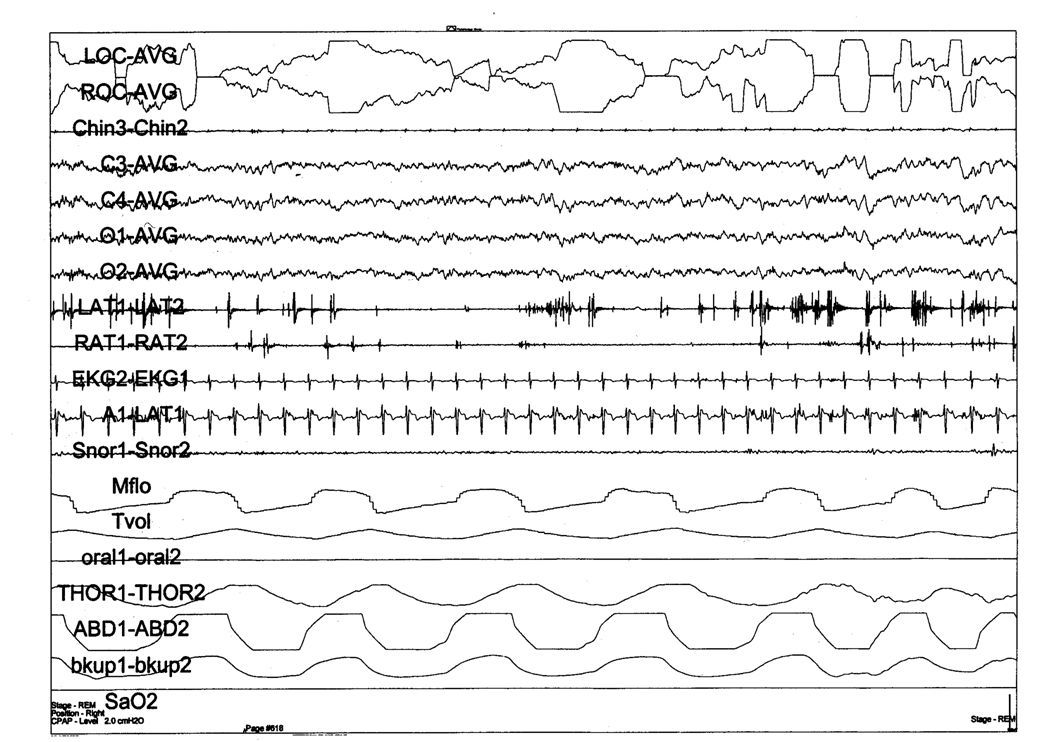 LOC-AVG
ROC-AVG
Chin3-Chin2
C3-AVG
C4-AVG
O1-AVG
O2-AVG
LAT1-LAT2
RAT1-RAT2
EKG2-EKG1
A1-LAT1
Snor1-Snor2
Mflo
Tvol
oral1-oral2
THOR1-THOR2
ABD1-ABD2
bkup1-bkup2
SaO2
Stage - REM
Position - Right
CPAP - Level 2.0 cmH2O
Page #618
Stage - REM